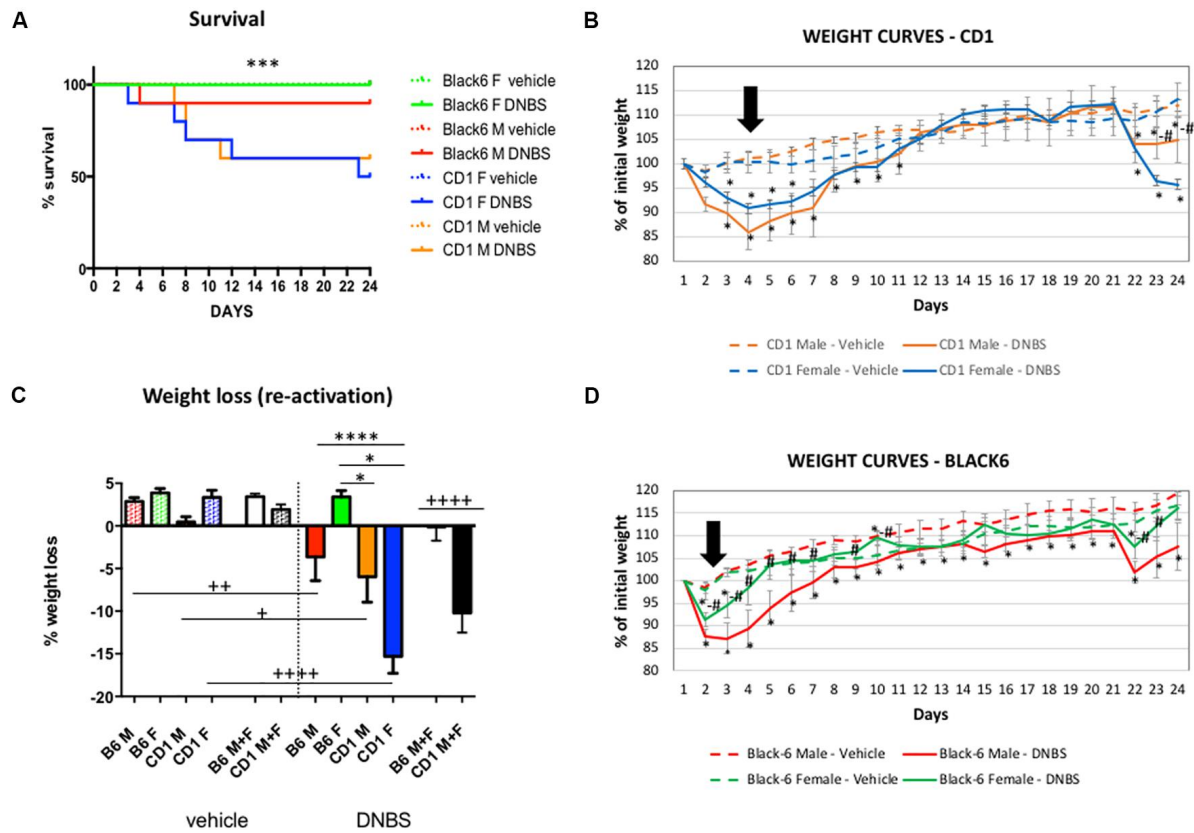 A
Survival
***
% survival
100
50
0
0 2 4 6 8 10 12 14 16 18 20 22 24
DAYS
Black6 F vehicle
Black6 F DNBS
Black6 M vehicle
Black6 M DNBS
CD1 F vehicle
CD1 F DNBS
CD1 M vehicle
CD1 M DNBS
B
WEIGHT CURVES - CD1
% of initial weight
120
115
110
105
100
95
90
85
80
1 2 3 4 5 6 7 8 9 10 11 12 13 14 15 16 17 18 19 20 21 22 23 24
Days
CD1 Male - Vehicle CD1 Male - DNBS
CD1 Female - Vehicle CD1 Female - DNBS
C
Weight loss (re-activation)
% weight loss
5
0
-5
-10
-15
-20
****
*
*
++++
++
+
++++
B6 M B6 F CD1 M CD1 F B6 M+F CD1 M+F B6 M B6 F CD1 M CD1 F B6 M+F CD1 M+F
vehicle DNBS
D
WEIGHT CURVES - BLACK6
% of initial weight
120
115
110
105
100
95
90
85
80
1 2 3 4 5 6 7 8 9 10 11 12 13 14 15 16 17 18 19 20 21 22 23 24
Days
Black-6 Male - Vehicle Black-6 Male - DNBS
Black-6 Female - Vehicle Black-6 Female - DNBS